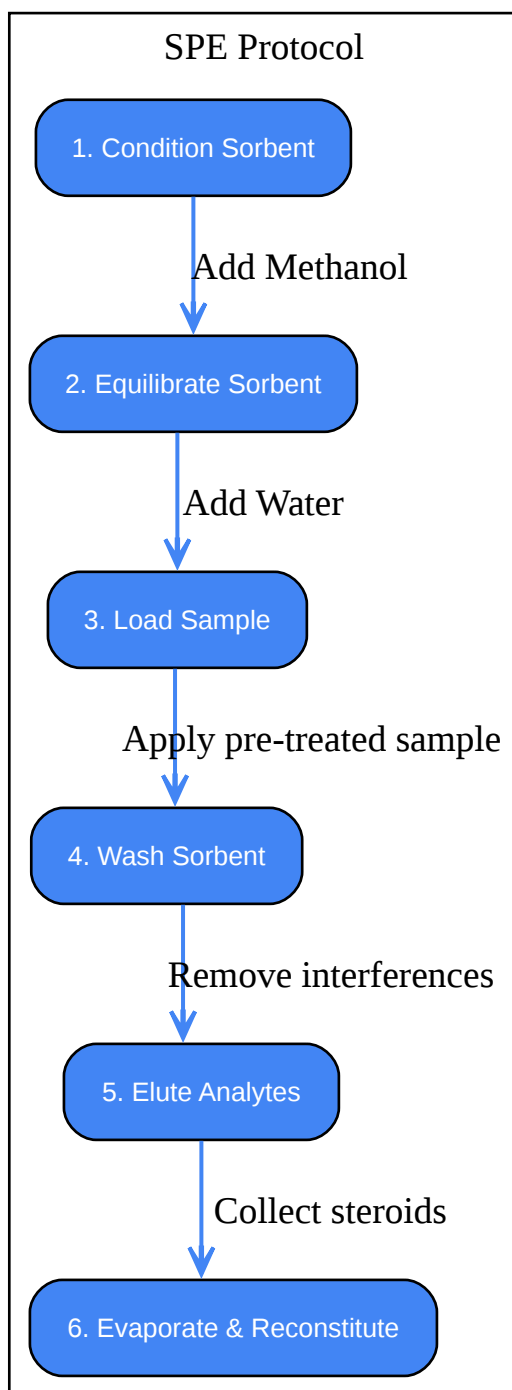 SPE Protocol
1. Condition Sorbent
Add Methanol
2. Equilibrate Sorbent
Add Water
3. Load Sample
Apply pre-treated sample
4. Wash Sorbent
Remove interferences
5. Elute Analytes
Collect steroids
6. Evaporate & Reconstitute